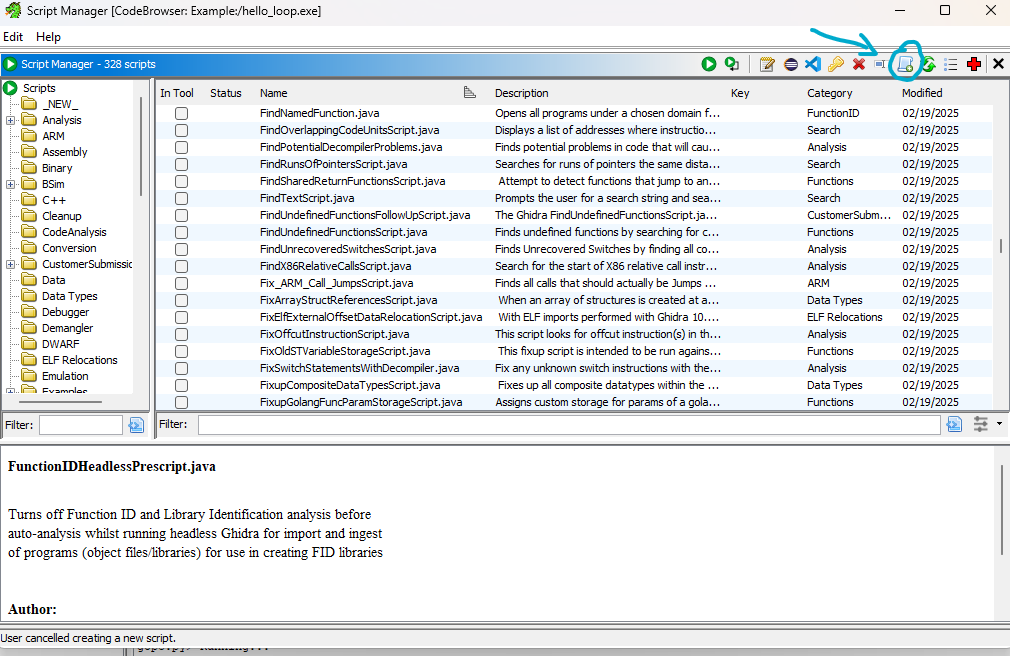 Script Manager [CodeBrowser: Example:/hello_loop.exe]
Edit Help
Script Manager - 328 scripts
Scripts
_NEW_
Analysis
ARM
Assembly
Binary
BSim
C++
Cleanup
CodeAnalysis
Conversion
CustomerSubmissic
Data
Data Types
Debugger
Demangler
DWARF
ELF Relocations
Emulation
Examples
Filter:
In Tool Status Name Description Key Category Modified
FindNamedFunction.java Opens all programs under a chosen domain f... FunctionID 02/19/2025
FindOverlappingCodeUnitsScript.java Displays a list of addresses where instructio... Search 02/19/2025
FindPotentialDecompilerProblems.java Finds potential problems in code that will cau... Analysis 02/19/2025
FindRunsOfPointersScript.java Searches for runs of pointers the same dista... Search 02/19/2025
FindSharedReturnFunctionsScript.java Attempt to detect functions that jump to an... Functions 02/19/2025
FindTextScript.java Prompts the user for a search string and sea... Search 02/19/2025
FindUndefinedFunctionsFollowUpScript.java The Ghidra FindUndefinedFunctionsScript.ja... CustomerSubm... 02/19/2025
FindUndefinedFunctionsScript.java Finds undefined functions by searching for c... Functions 02/19/2025
FindUnrecoveredSwitchesScript.java Finds Unrecovered Switches by finding all co... Analysis 02/19/2025
FindX86RelativeCallsScript.java Search for the start of X86 relative call instr... Analysis 02/19/2025
Fix_ARM_Call_JumpsScript.java Finds all calls that should actually be Jumps ... ARM 02/19/2025
FixArrayStructReferencesScript.java When an array of structures is created at a... Data Types 02/19/2025
FixElfExternalOffsetDataRelocationScript.java With ELF imports performed with Ghidra 10.... ELF Relocations 02/19/2025
FixOffcutInstructionScript.java This script looks for offcut instruction(s) in th... Analysis 02/19/2025
FixOldSTVariableStorageScript.java This fixup script is intended to be run agains... Functions 02/19/2025
FixSwitchStatementsWithDecompiler.java Fix any unknown switch instructions with the... Analysis 02/19/2025
FixupCompositeDataTypesScript.java Fixes up all composite datatypes within the ... Data Types 02/19/2025
FixupGolangFuncParamStorageScript.java Assigns custom storage for params of a gola... Functions 02/19/2025
Filter:
FunctionIDHeadlessPrescript.java
Turns off Function ID and Library Identification analysis before
auto-analysis whilst running headless Ghidra for import and ingest
of programs (object files/libraries) for use in creating FID libraries
Author:
User cancelled creating a new script.